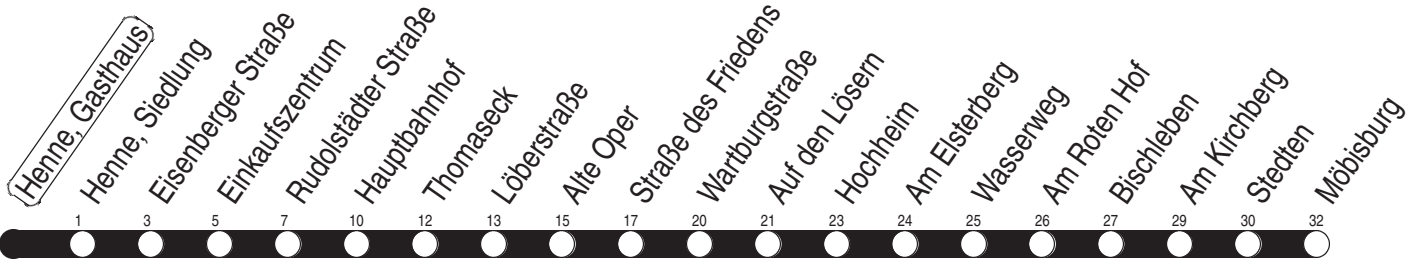 Henne, Gasthaus
Henne, Siedlung
Eisenberger Straße
Einkaufszentrum
Rudolstädter Straße
Hauptbahnhof
Thomaseck
Löberstraße
Alte Oper
Straße des Friedens
Wartburgstraße
Auf den Lösern
Hochheim
Am Elsterberg
Wasserweg
Am Roten Hof
Bischleben
Am Kirchberg
Stedten
Möbisburg
1 3 5 7 10 12 13 15 17 20 21 23 24 25 26 27 29 30 32